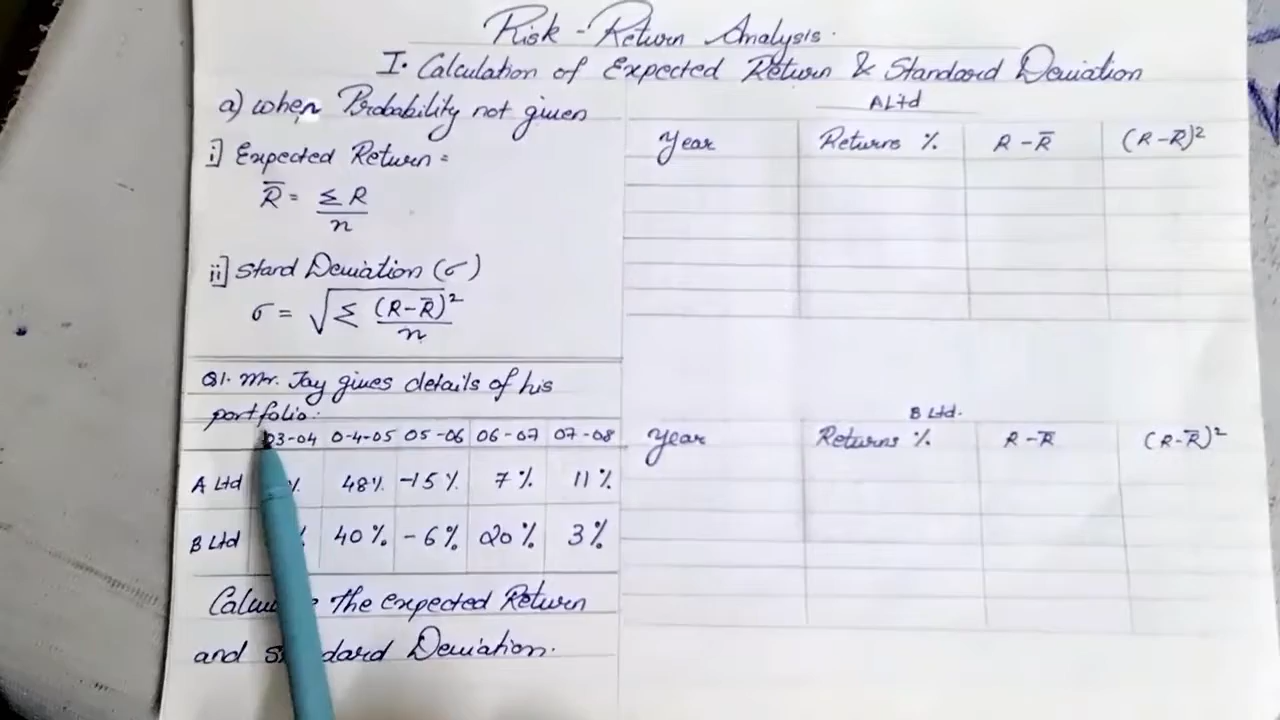 Risk - Return Analysis.
I. Calculation of Expected Return & Standard Deviation
a) when Probability not given
i] Expected Return =
R̅ = Σ R / n
ii] Stard Deviation (σ)
σ = √ Σ (R-R̅)² / n
Q1. Mr. Jay gives details of his
portfolio:
03-04 0-4-05 05-06 06-07 07-08
A Ltd % 48% -15% 7% 11%
B Ltd % 40% -6% 20% 3%
the expected Return
and Deviation.
A Ltd
Year Returns % R-R̅ (R-R̅)²
B Ltd.
Year Returns % R-R̅ (R-R̅)²